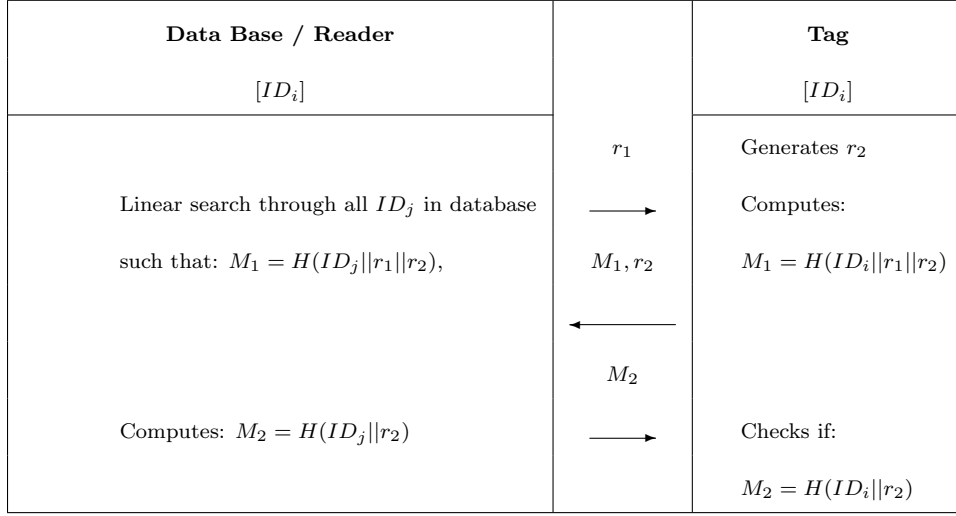 Data Base / Reader Tag
[ID_i] [ID_i]
r_1 Generates r_2
Linear search through all ID_j in database Computes:
such that: M_1 = H(ID_j||r_1||r_2), M_1, r_2 M_1 = H(ID_i||r_1||r_2)
M_2
Computes: M_2 = H(ID_j||r_2) Checks if:
M_2 = H(ID_i||r_2)